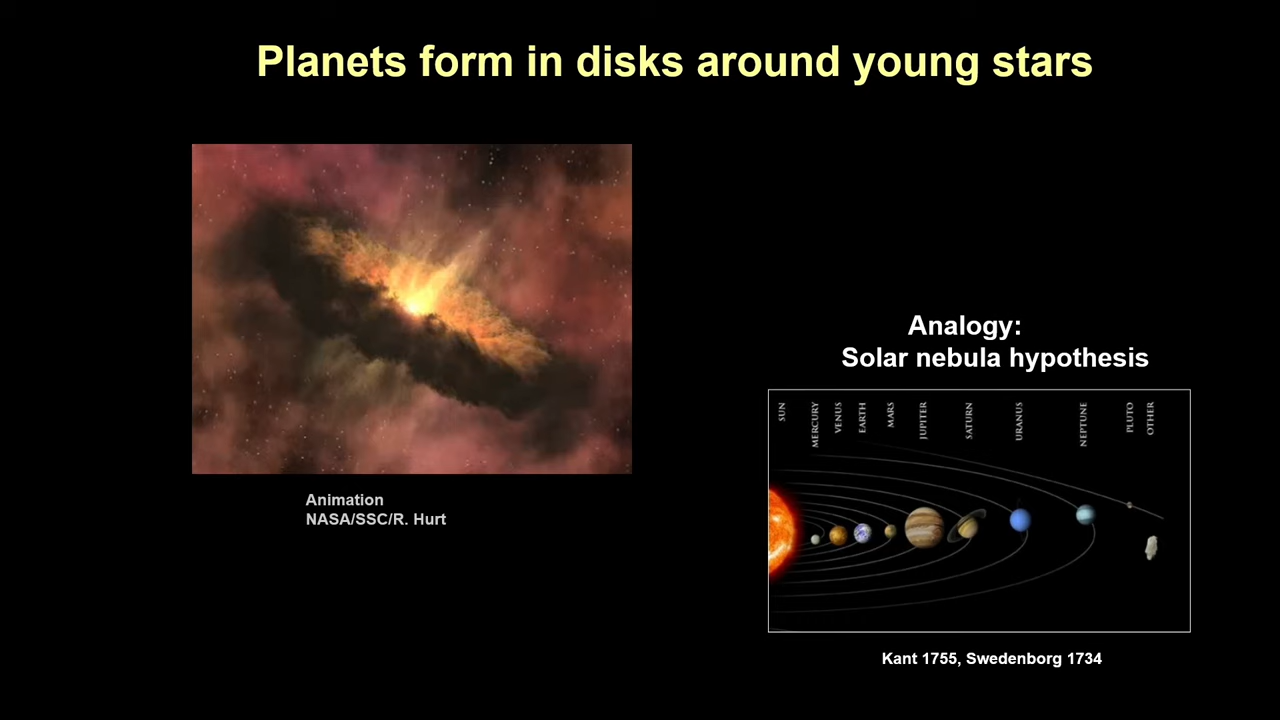 Planets form in disks around young stars
Animation
NASA/SSC/R. Hurt
Analogy:
Solar nebula hypothesis
SUN
MERCURY
VENUS
EARTH
MARS
JUPITER
SATURN
URANUS
NEPTUNE
PLUTO
OTHER
Kant 1755, Swedenborg 1734